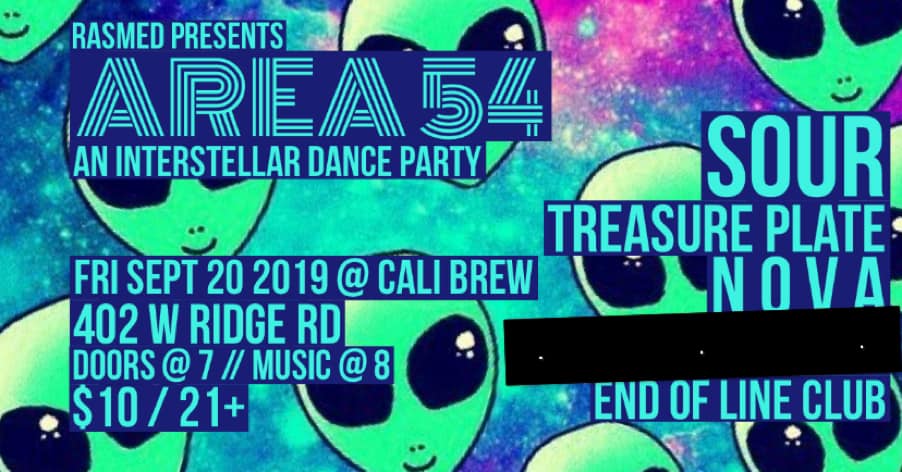 RASMED PRESENTS
AREA 54
AN INTERSTELLAR DANCE PARTY
FRI SEPT 20 2019 @ CALI BREW
402 W RIDGE RD
DOORS @ 7 // MUSIC @ 8
$10 / 21+
SOUR
TREASURE PLATE
NOVA
END OF LINE CLUB